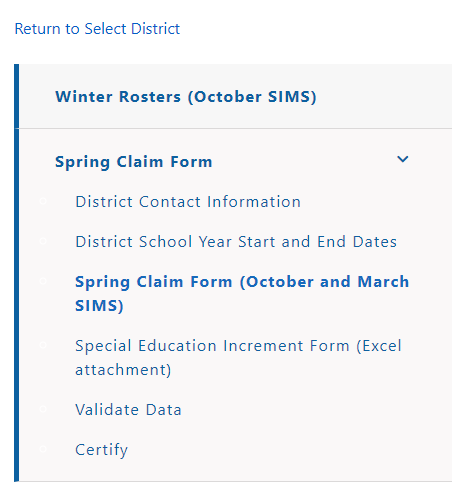 Return to Select District
Winter Rosters (October SIMS)
Spring Claim Form
District Contact Information
District School Year Start and End Dates
Spring Claim Form (October and March
SIMS)
Special Education Increment Form (Excel
attachment)
Validate Data
Certify